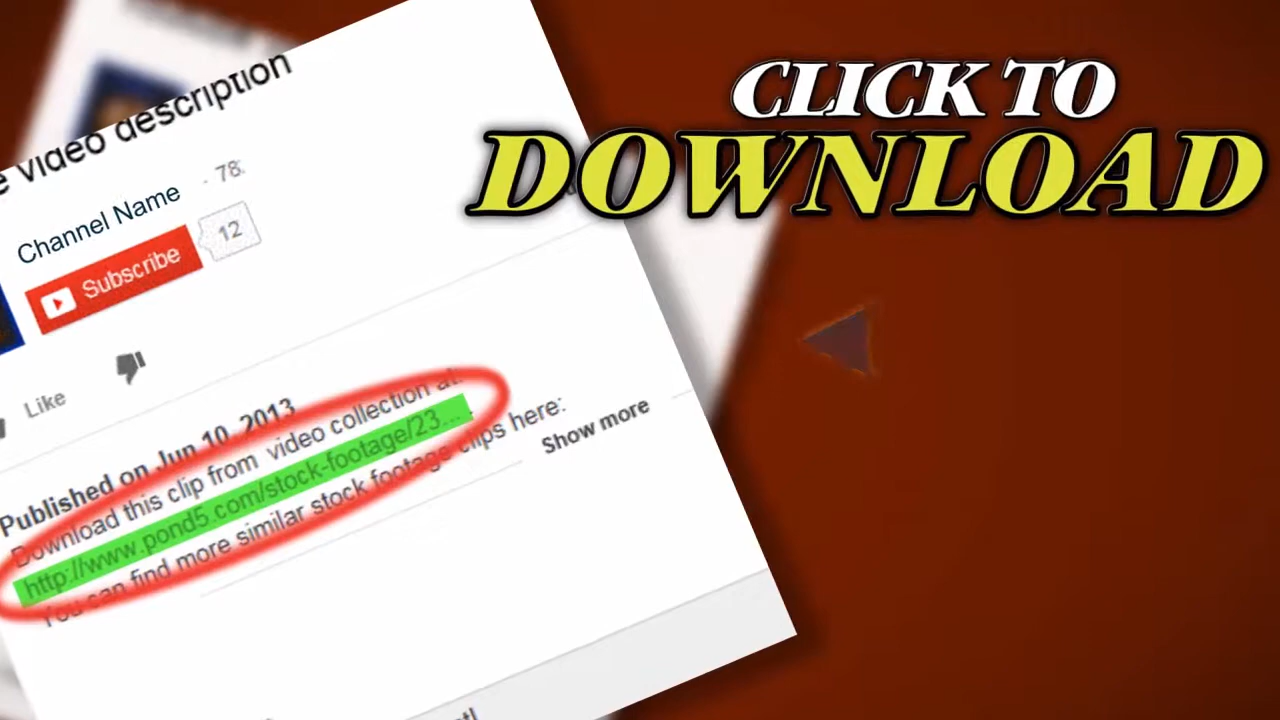 CLICK TO
DOWNLOAD
video description
Channel Name
Subscribe
12
Like
Published on Jun 10, 2013
Download this clip from video collection at:
http://www.pond5.com/stock-footage/23...
You can find more similar stock footage clips here:
Show more